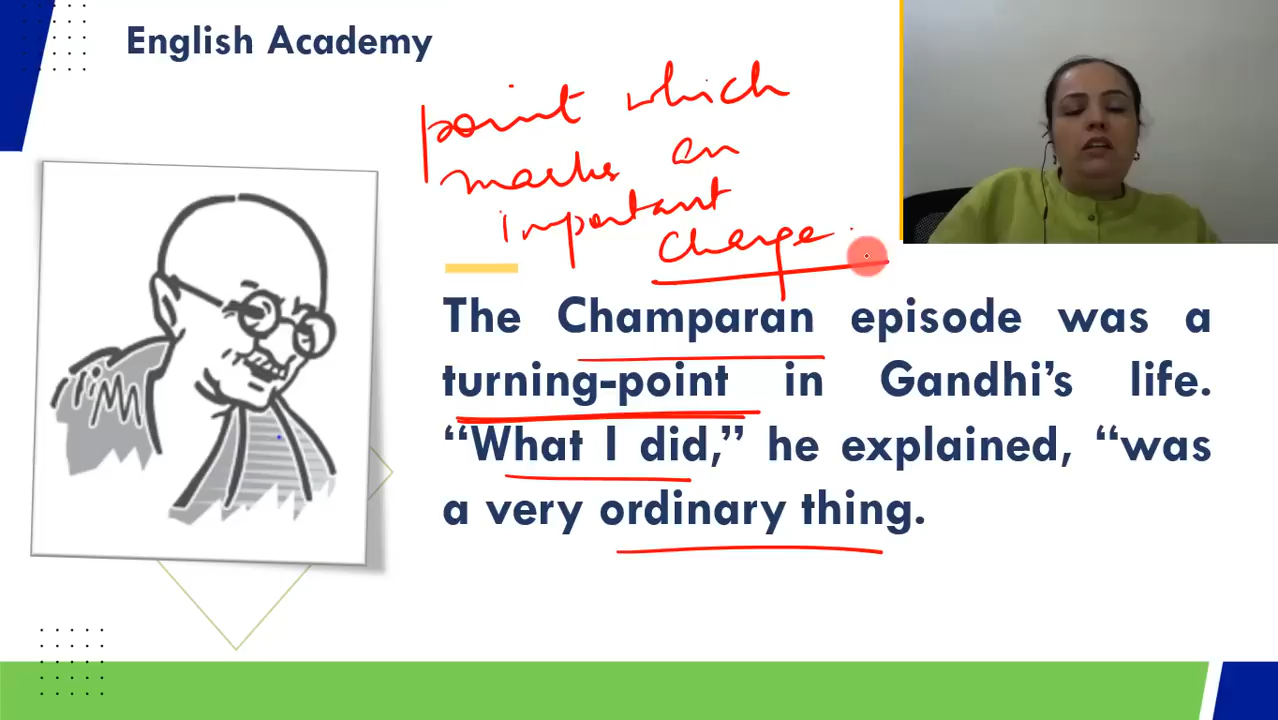 English Academy
point which
marks an
important
change.
The Champaran episode was a
turning-point in Gandhi’s life.
“What I did,” he explained, “was
a very ordinary thing.